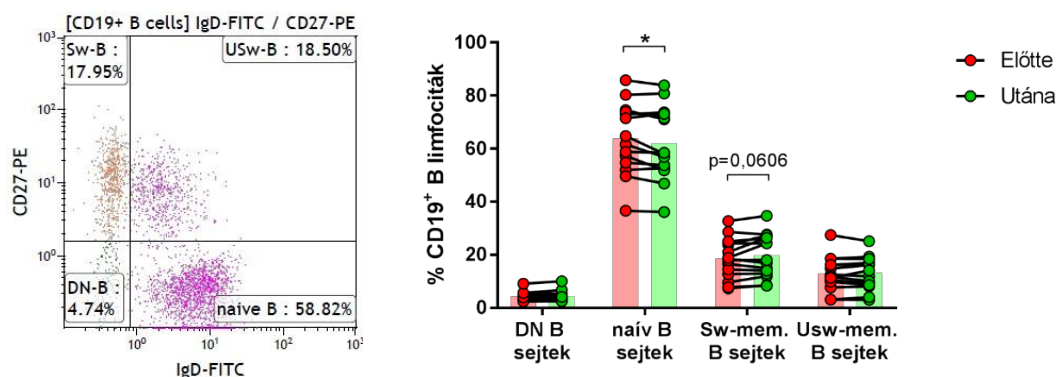 [CD19+ B cells] IgD-FITC / CD27-PE
10³
Sw-B :
17.95%
USw-B : 18.50%
10²
10¹
10⁰
CD27-PE
DN-B :
4.74%
naive B : 58.82%
10⁰ 10¹ 10² 10³
IgD-FITC
% CD19⁺ B limfociták
100
80
60
40
20
0
*
p=0,0606
DN B
sejtek
naív B
sejtek
Sw-mem.
B sejtek
Usw-mem.
B sejtek
Előtte
Utána